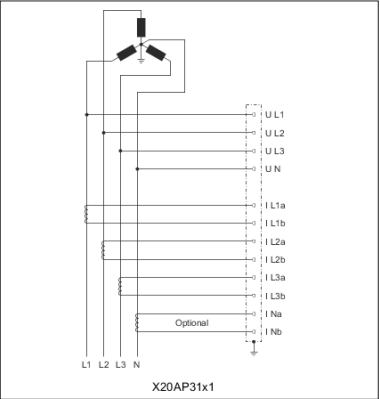 U L1
U L2
U L3
U N
I L1a
I L1b
I L2a
I L2b
I L3a
I L3b
I Na
Optional
I Nb
L1 L2 L3 N
X20AP31x1